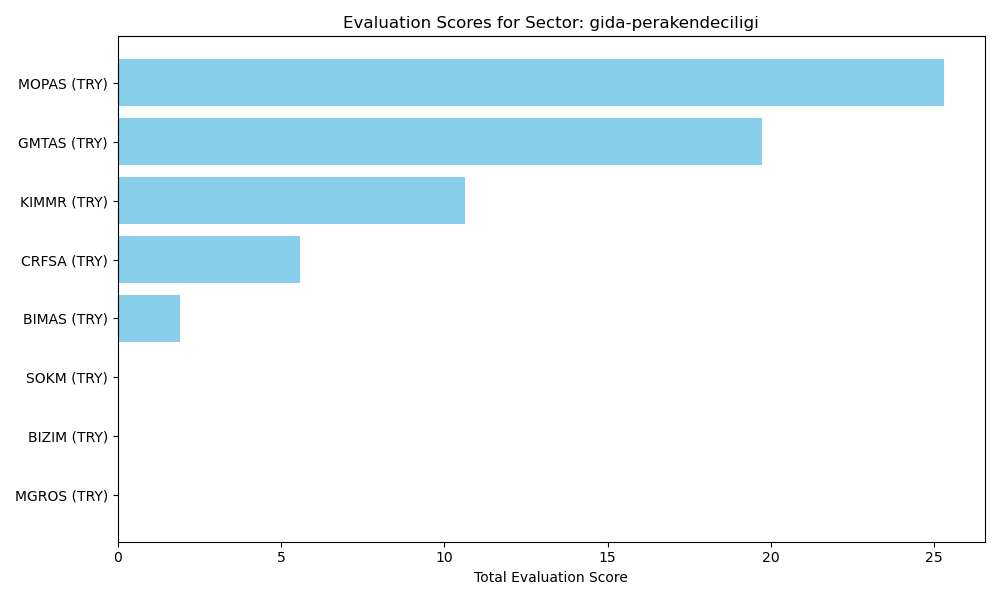 Evaluation Scores for Sector: gida-perakendeciligi
MOPAS (TRY)
GMTAS (TRY)
KIMMR (TRY)
CRFSA (TRY)
BIMAS (TRY)
SOKM (TRY)
BIZIM (TRY)
MGROS (TRY)
0 5 10 15 20 25
Total Evaluation Score